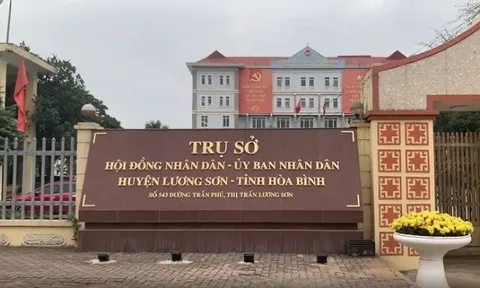 TRỤ SỞ
HỘI ĐỒNG NHÂN DÂN - ỦY BAN NHÂN DÂN
HUYỆN LƯƠNG SƠN - TỈNH HÒA BÌNH
SỐ 543 ĐƯỜNG TRẦN PHÚ, THỊ TRẤN LƯƠNG SƠN